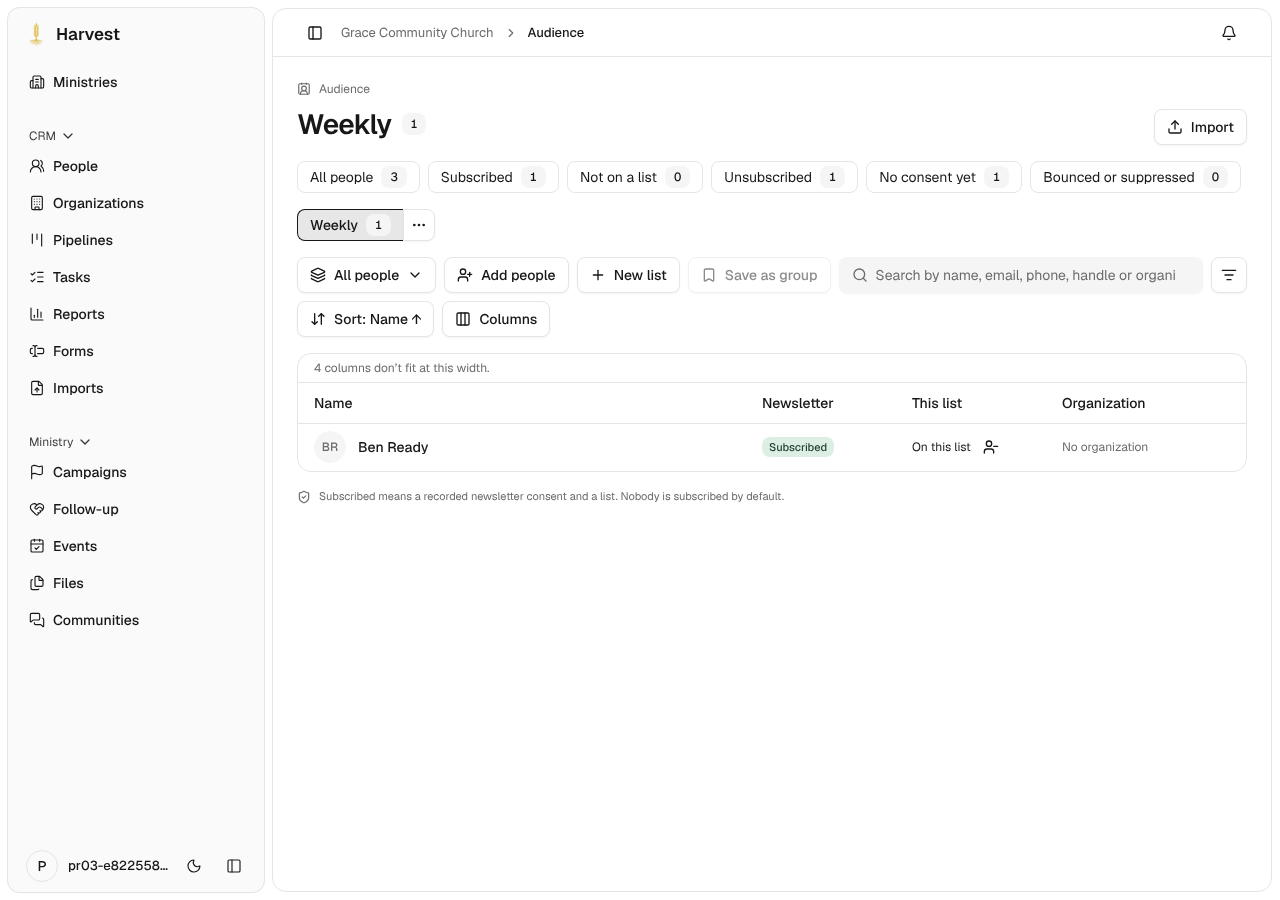 Harvest
Grace Community Church
Audience
Ministries
CRM
People
Organizations
Pipelines
Tasks
Reports
Forms
Imports
Ministry
Campaigns
Follow-up
Events
Files
Communities
P pr03-e822558…
Audience
Weekly 1
Import
All people 3 Subscribed 1 Not on a list 0 Unsubscribed 1 No consent yet 1 Bounced or suppressed 0
Weekly 1
All people Add people New list Save as group Search by name, email, phone, handle or organi
Sort: Name ↑ Columns
4 columns don’t fit at this width.
Name Newsletter This list Organization
BR Ben Ready Subscribed On this list No organization
Subscribed means a recorded newsletter consent and a list. Nobody is subscribed by default.